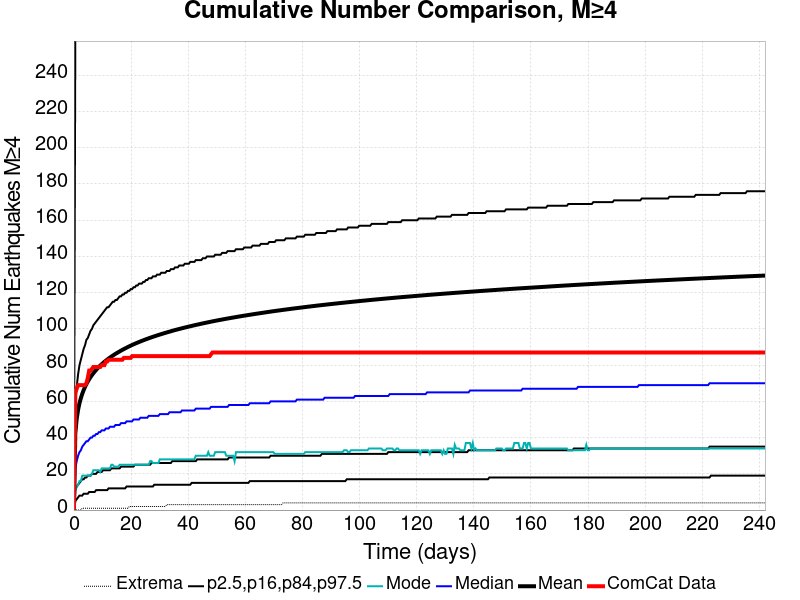 Cumulative Number Comparison, M≥4
Cumulative Num Earthquakes M≥4
240
220
200
180
160
140
120
100
80
60
40
20
0
0 20 40 60 80 100 120 140 160 180 200 220 240
Time (days)
Extrema p2.5,p16,p84,p97.5 Mode Median Mean ComCat Data